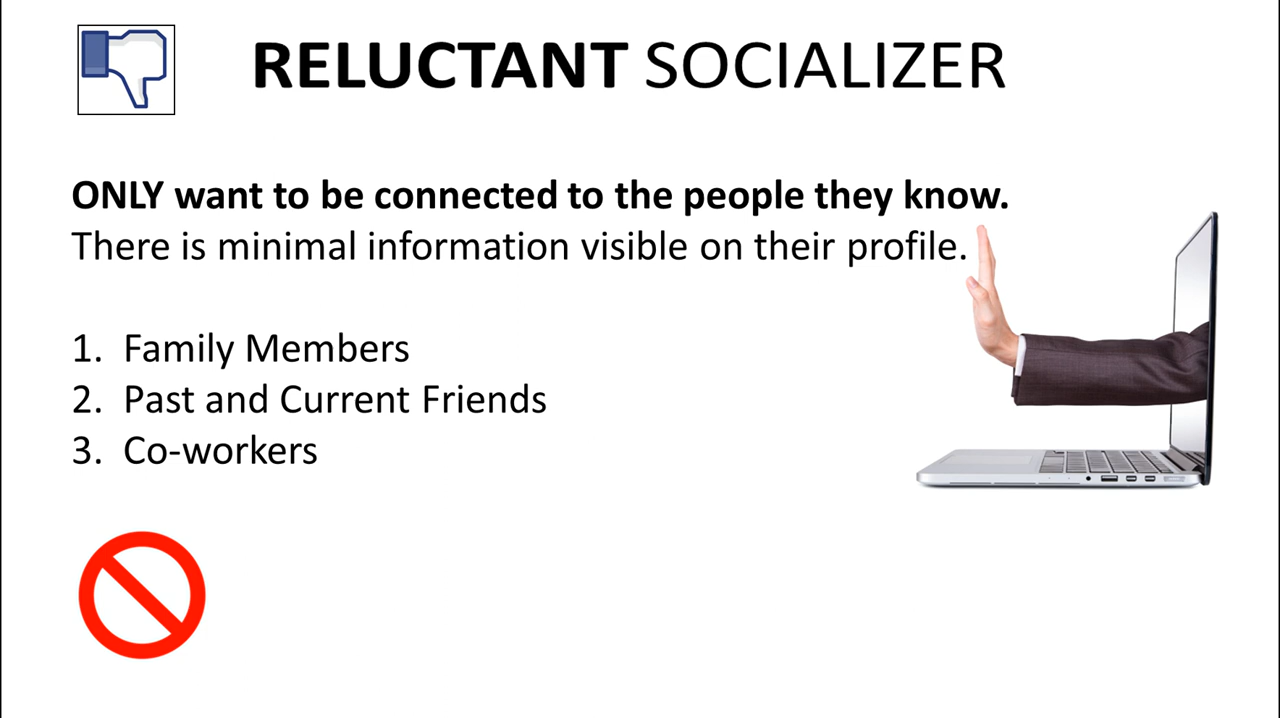 RELUCTANT SOCIALIZER
ONLY want to be connected to the people they know.
There is minimal information visible on their profile.
1. Family Members
2. Past and Current Friends
3. Co-workers